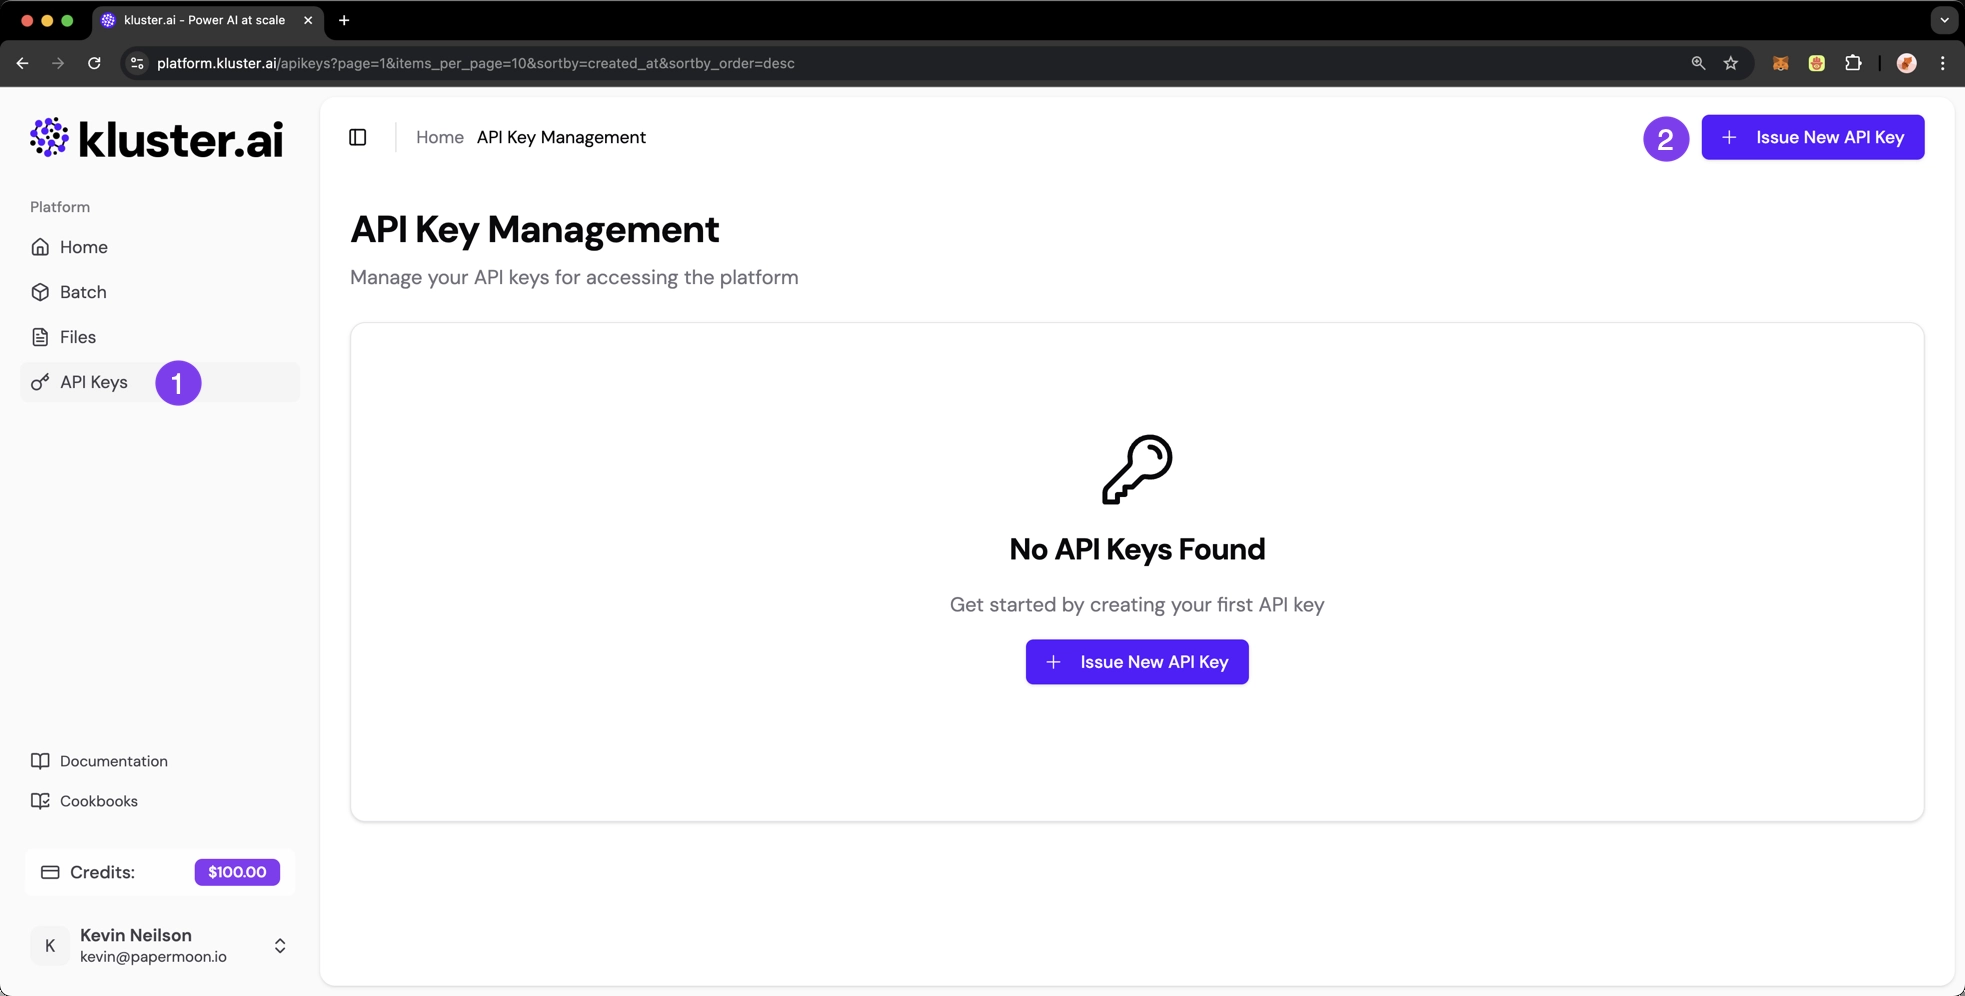 kluster.ai - Power AI at scale
platform.kluster.ai/apikeys?page=1&items_per_page=10&sortby=created_at&sortby_order=desc
kluster.ai
Home API Key Management
2
Issue New API Key
Platform
Home
Batch
Files
API Keys
1
API Key Management
Manage your API keys for accessing the platform
No API Keys Found
Get started by creating your first API key
Issue New API Key
Documentation
Cookbooks
Credits: $100.00
K
Kevin Neilson
kevin@papermoon.io